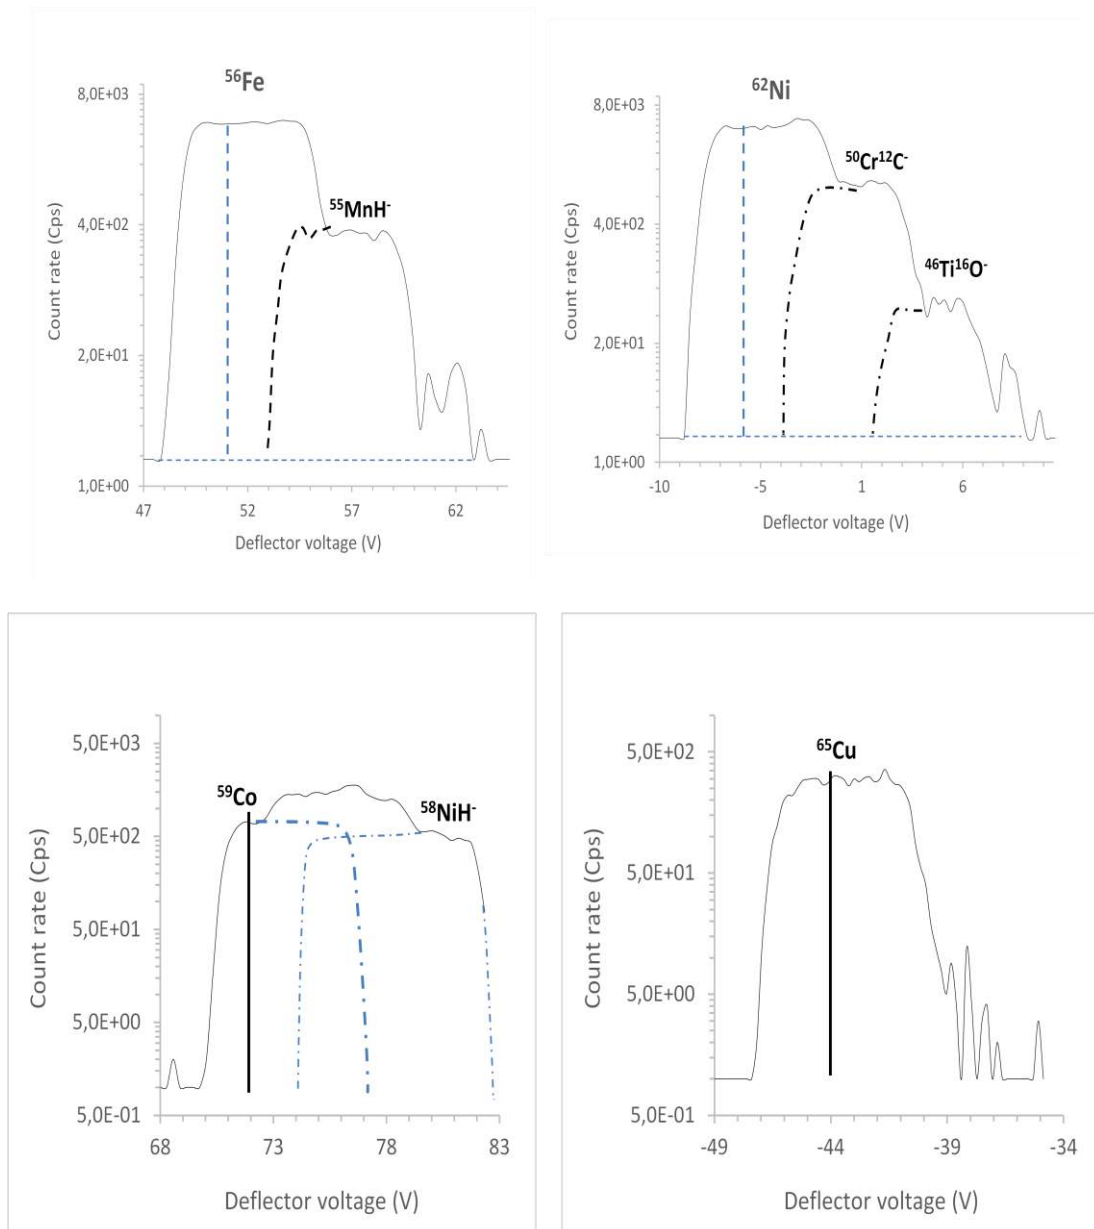 ⁵⁶Fe
8,0E+03
⁵⁵MnH⁻
4,0E+02
2,0E+01
1,0E+00
47 52 57 62
Deflector voltage (V)
Count rate (Cps)
⁶²Ni
8,0E+03
⁵⁰Cr¹²C⁻
4,0E+02
⁴⁶Ti¹⁶O⁻
2,0E+01
1,0E+00
-10 -5 1 6
Deflector voltage (V)
Count rate (Cps)
5,0E+03
⁵⁹Co
⁵⁸NiH⁻
5,0E+02
5,0E+01
5,0E+00
5,0E-01
68 73 78 83
Deflector voltage (V)
Count rate (Cps)
⁶⁵Cu
5,0E+02
5,0E+01
5,0E+00
5,0E-01
-49 -44 -39 -34
Deflector voltage (V)
Count rate (Cps)